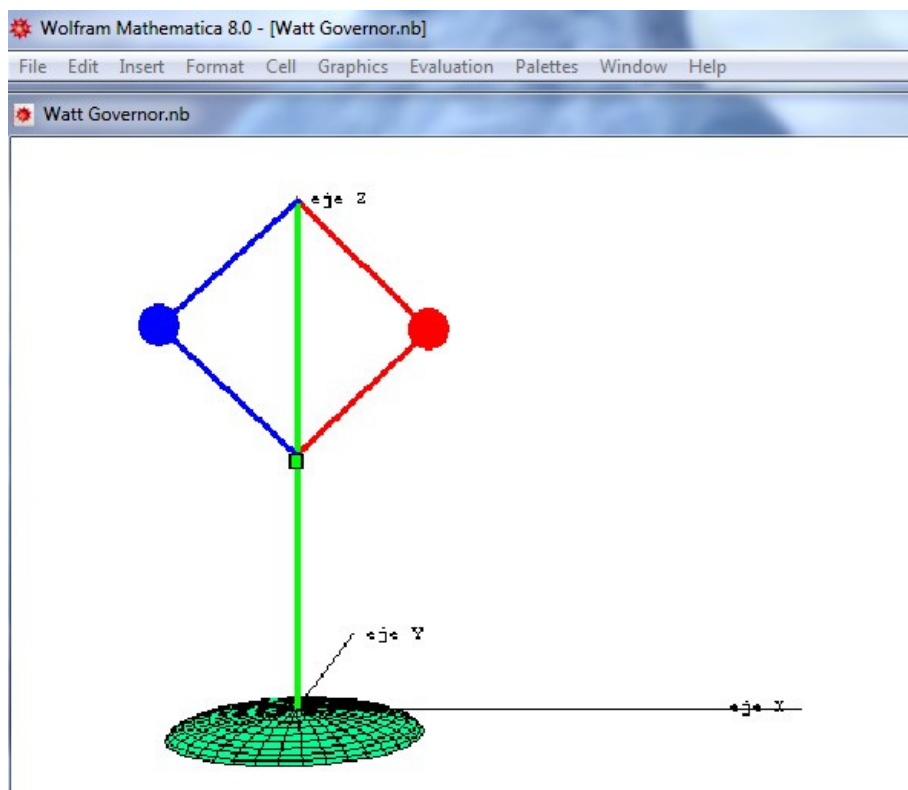 Wolfram Mathematica 8.0 - [Watt Governor.nb]
File Edit Insert Format Cell Graphics Evaluation Palettes Window Help
Watt Governor.nb
eje Z
eje Y
eje X